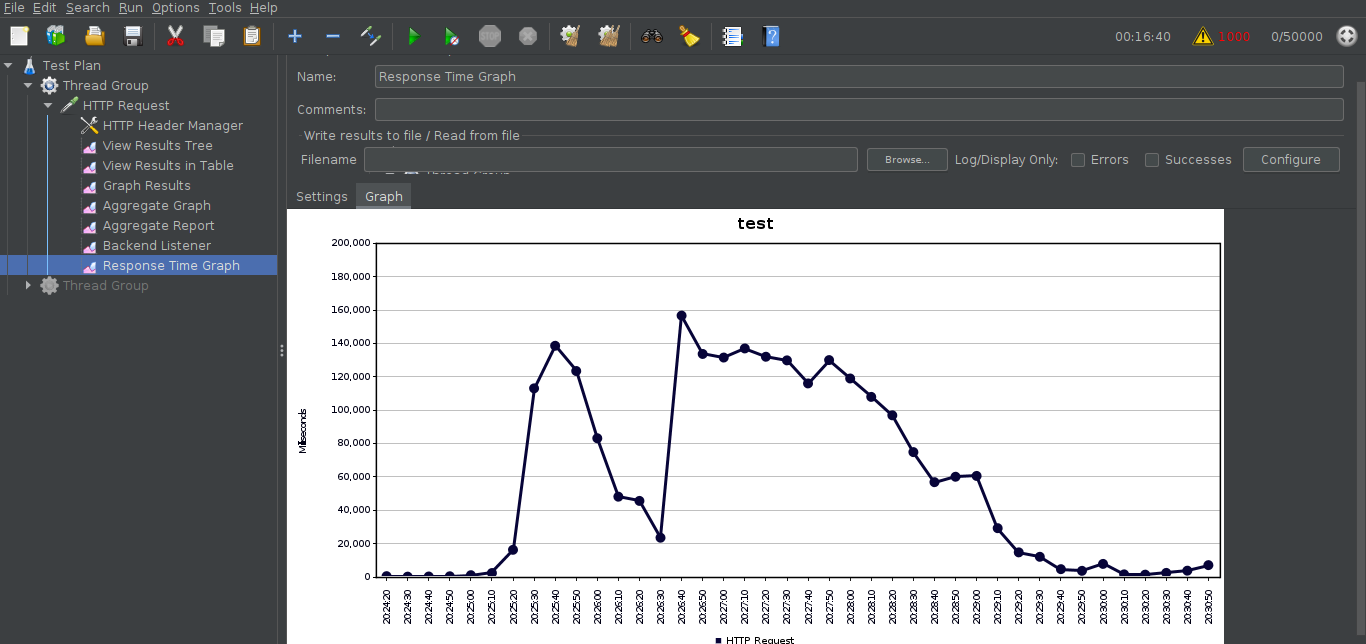 File Edit Search Run Options Tools Help
STOP
00:16:40 1000 0/50000
Test Plan
Thread Group
HTTP Request
HTTP Header Manager
View Results Tree
View Results in Table
Graph Results
Aggregate Graph
Aggregate Report
Backend Listener
Response Time Graph
Thread Group
Name: Response Time Graph
Comments:
Write results to file / Read from file
Filename Browse... Log/Display Only: Errors Successes Configure
Thread Group
Settings Graph
test
200,000
180,000
160,000
140,000
120,000
100,000
80,000
60,000
40,000
20,000
0
Milliseconds
20:24:20 20:24:30 20:24:40 20:24:50 20:25:00 20:25:10 20:25:20 20:25:30 20:25:40 20:25:50 20:26:00 20:26:10 20:26:20 20:26:30 20:26:40 20:26:50 20:27:00 20:27:10 20:27:20 20:27:30 20:27:40 20:27:50 20:28:00 20:28:10 20:28:20 20:28:30 20:28:40 20:28:50 20:29:00 20:29:10 20:29:20 20:29:30 20:29:40 20:29:50 20:30:00 20:30:10 20:30:20 20:30:30 20:30:40 20:30:50
HTTP Request